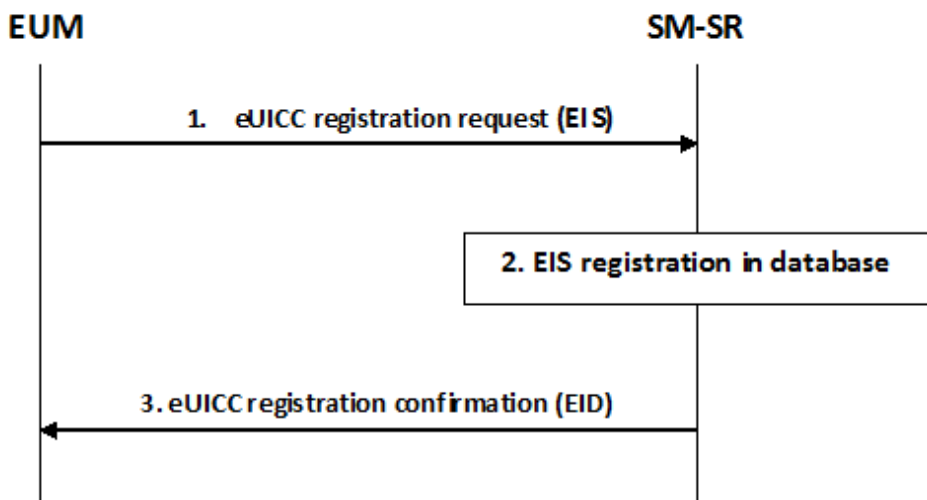 EUM SM-SR
1. eUICC registration request (EIS)
2. EIS registration in database
3. eUICC registration confirmation (EID)